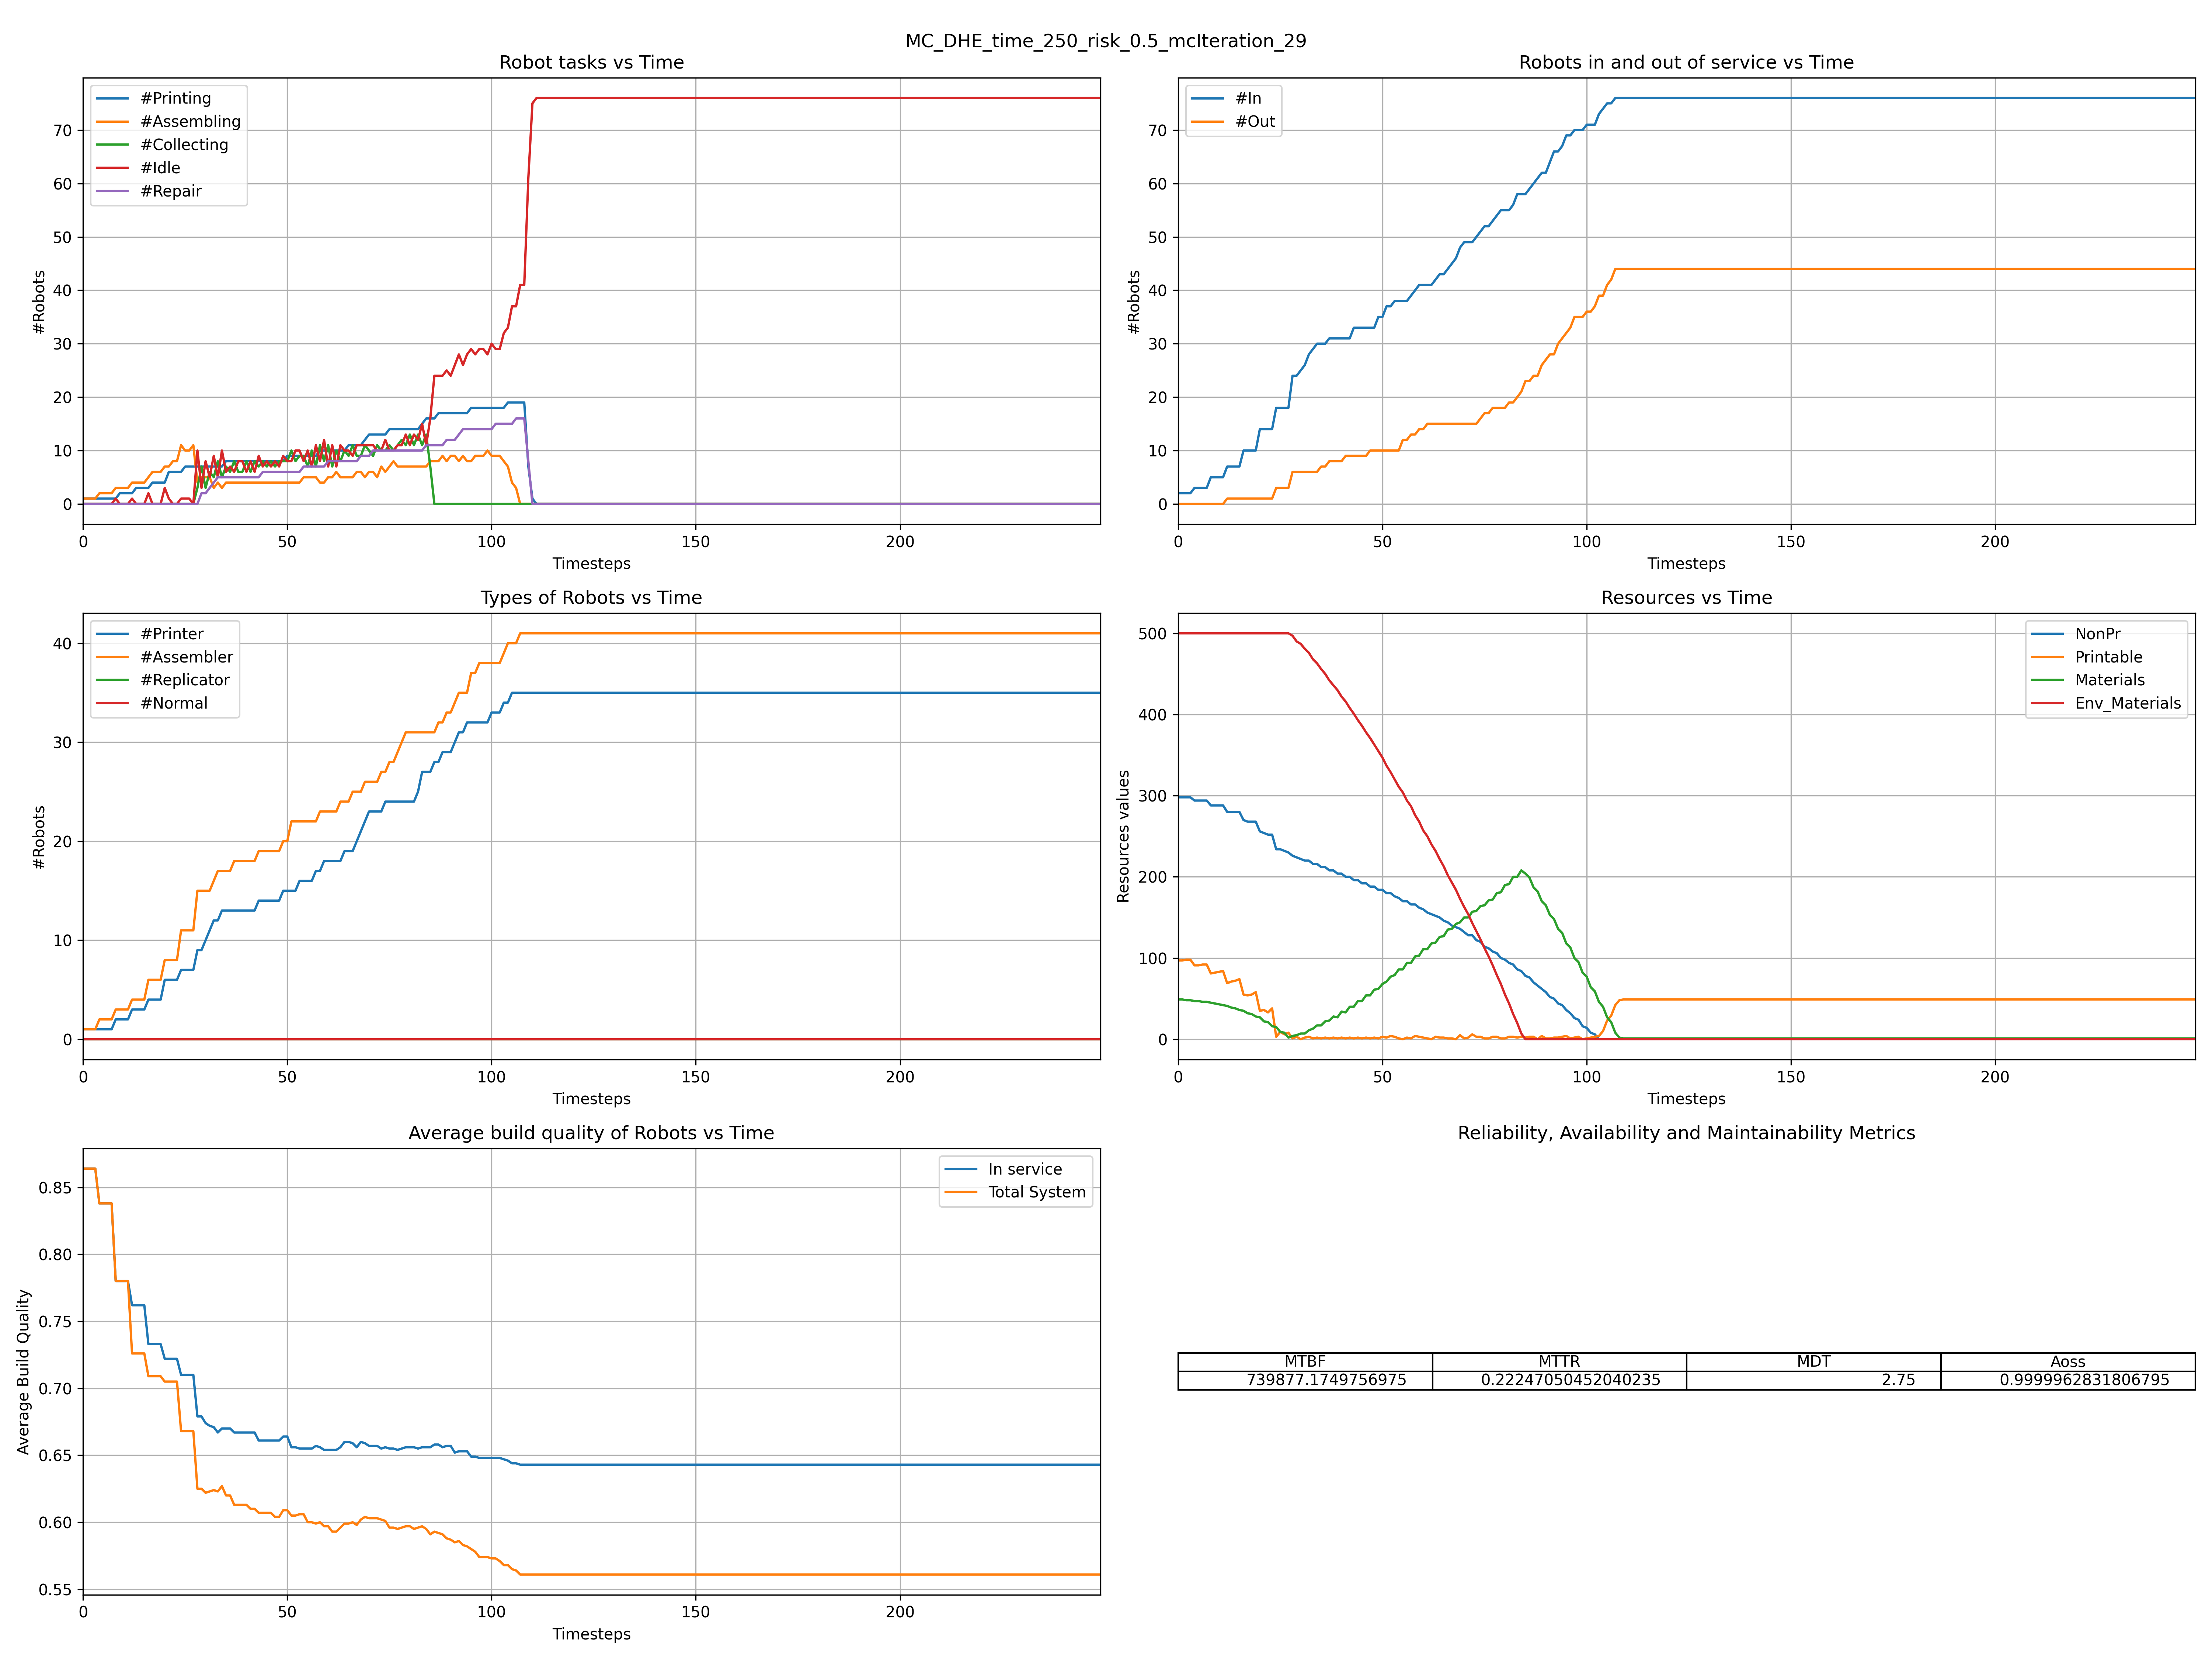 MC_DHE_time_250_risk_0.5_mcIteration_29
Robot tasks vs Time
#Robots
70
60
50
40
30
20
10
0
#Printing
#Assembling
#Collecting
#Idle
#Repair
0 50 100 150 200
Timesteps
Robots in and out of service vs Time
#Robots
70
60
50
40
30
20
10
0
#In
#Out
0 50 100 150 200
Timesteps
Types of Robots vs Time
#Robots
40
30
20
10
0
#Printer
#Assembler
#Replicator
#Normal
0 50 100 150 200
Timesteps
Resources vs Time
Resources values
500
400
300
200
100
0
NonPr
Printable
Materials
Env_Materials
0 50 100 150 200
Timesteps
Average build quality of Robots vs Time
Average Build Quality
0.85
0.80
0.75
0.70
0.65
0.60
0.55
In service
Total System
0 50 100 150 200
Timesteps
Reliability, Availability and Maintainability Metrics
MTBF MTTR MDT Aoss
739877.1749756975 0.22247050452040235 2.75 0.9999962831806795